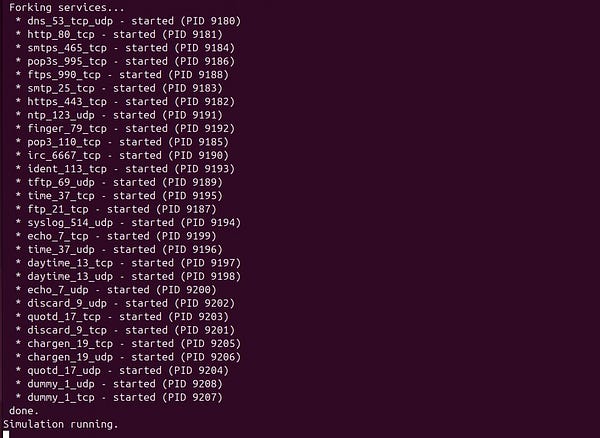 Forking services...
* dns_53_tcp_udp - started (PID 9180)
* http_80_tcp - started (PID 9181)
* smtps_465_tcp - started (PID 9184)
* pop3s_995_tcp - started (PID 9186)
* ftps_990_tcp - started (PID 9188)
* smtp_25_tcp - started (PID 9183)
* https_443_tcp - started (PID 9182)
* ntp_123_udp - started (PID 9191)
* finger_79_tcp - started (PID 9192)
* pop3_110_tcp - started (PID 9185)
* irc_6667_tcp - started (PID 9190)
* ident_113_tcp - started (PID 9193)
* tftp_69_udp - started (PID 9189)
* time_37_tcp - started (PID 9195)
* ftp_21_tcp - started (PID 9187)
* syslog_514_udp - started (PID 9194)
* echo_7_tcp - started (PID 9199)
* time_37_udp - started (PID 9196)
* daytime_13_tcp - started (PID 9197)
* daytime_13_udp - started (PID 9198)
* echo_7_udp - started (PID 9200)
* discard_9_udp - started (PID 9202)
* quotd_17_tcp - started (PID 9203)
* discard_9_tcp - started (PID 9201)
* chargen_19_tcp - started (PID 9205)
* chargen_19_udp - started (PID 9206)
* quotd_17_udp - started (PID 9204)
* dummy_1_udp - started (PID 9208)
* dummy_1_tcp - started (PID 9207)
done.
Simulation running.